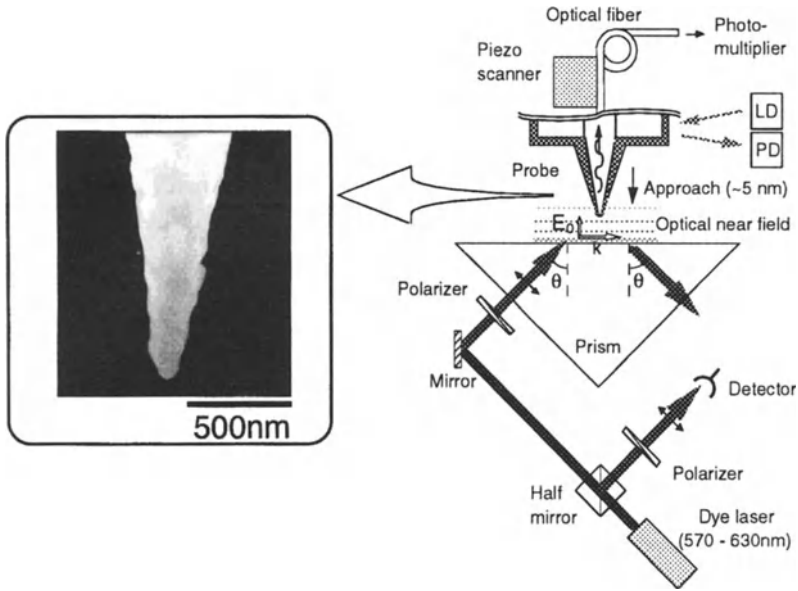 Optical fiber
Photo-
multiplier
Piezo
scanner
LD
PD
Probe
Approach (~5 nm)
E₀
Optical near field
k
θ
θ
Polarizer
Prism
Mirror
Detector
Polarizer
Half
mirror
Dye laser
(570 - 630nm)
500nm